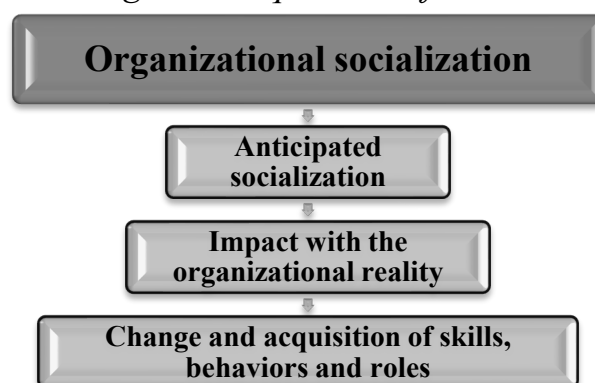 Organizational socialization
Anticipated
socialization
Impact with the
organizational reality
Change and acquisition of skills,
behaviors and roles